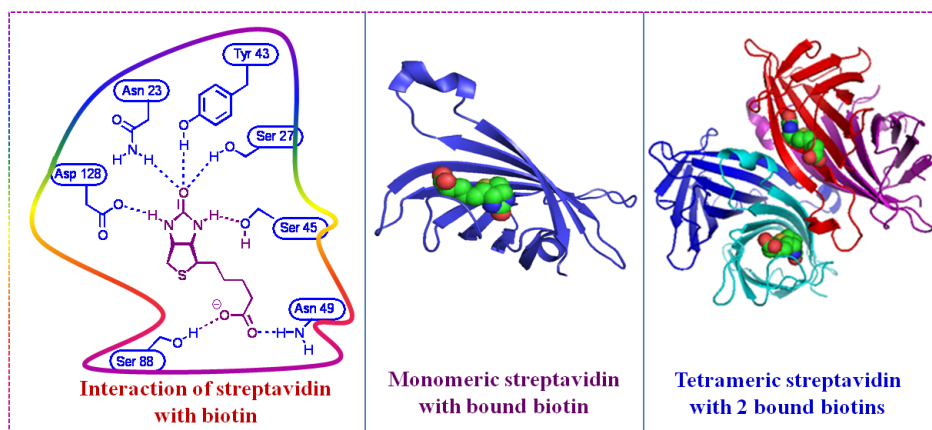 Tyr 43
Asn 23
Ser 27
Asp 128
Ser 45
Asn 49
Ser 88
O
H
H
O
N
H
O
H
O
O
O
H
N
N
H
O
H
S
⊖
O
O
H
N
H
H
O
Interaction of streptavidin
with biotin
Monomeric streptavidin
with bound biotin
Tetrameric streptavidin
with 2 bound biotins